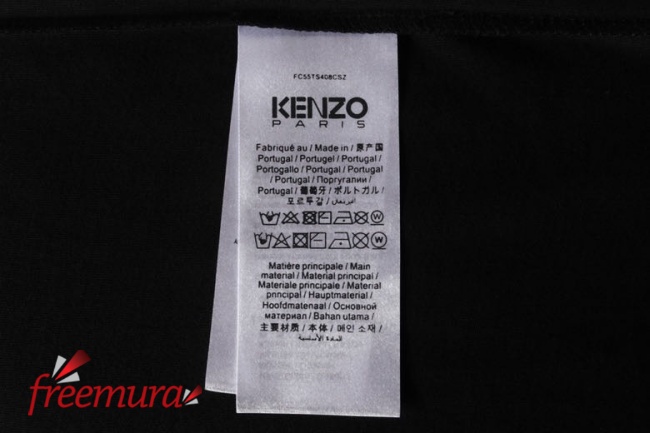 FC55TS408CSZ
KENZO
PARIS
Fabriqué au / Made in / 原产国
Portugal / Portugel / Portugal /
Portogallo / Portugal / Portugal
/ Portugal / Португалии /
Portugal / 葡萄牙 / ポルトガル /
포르투갈 /
W
W
Matière principale / Main
material / Material principal /
Materiale principale / Material
principal / Hauptmaterial /
Hoofdmateriaal / Основной
материал / Bahan utama /
主要材质 / 本体 / 메인 소재 /
المادة الأساسية
freemura